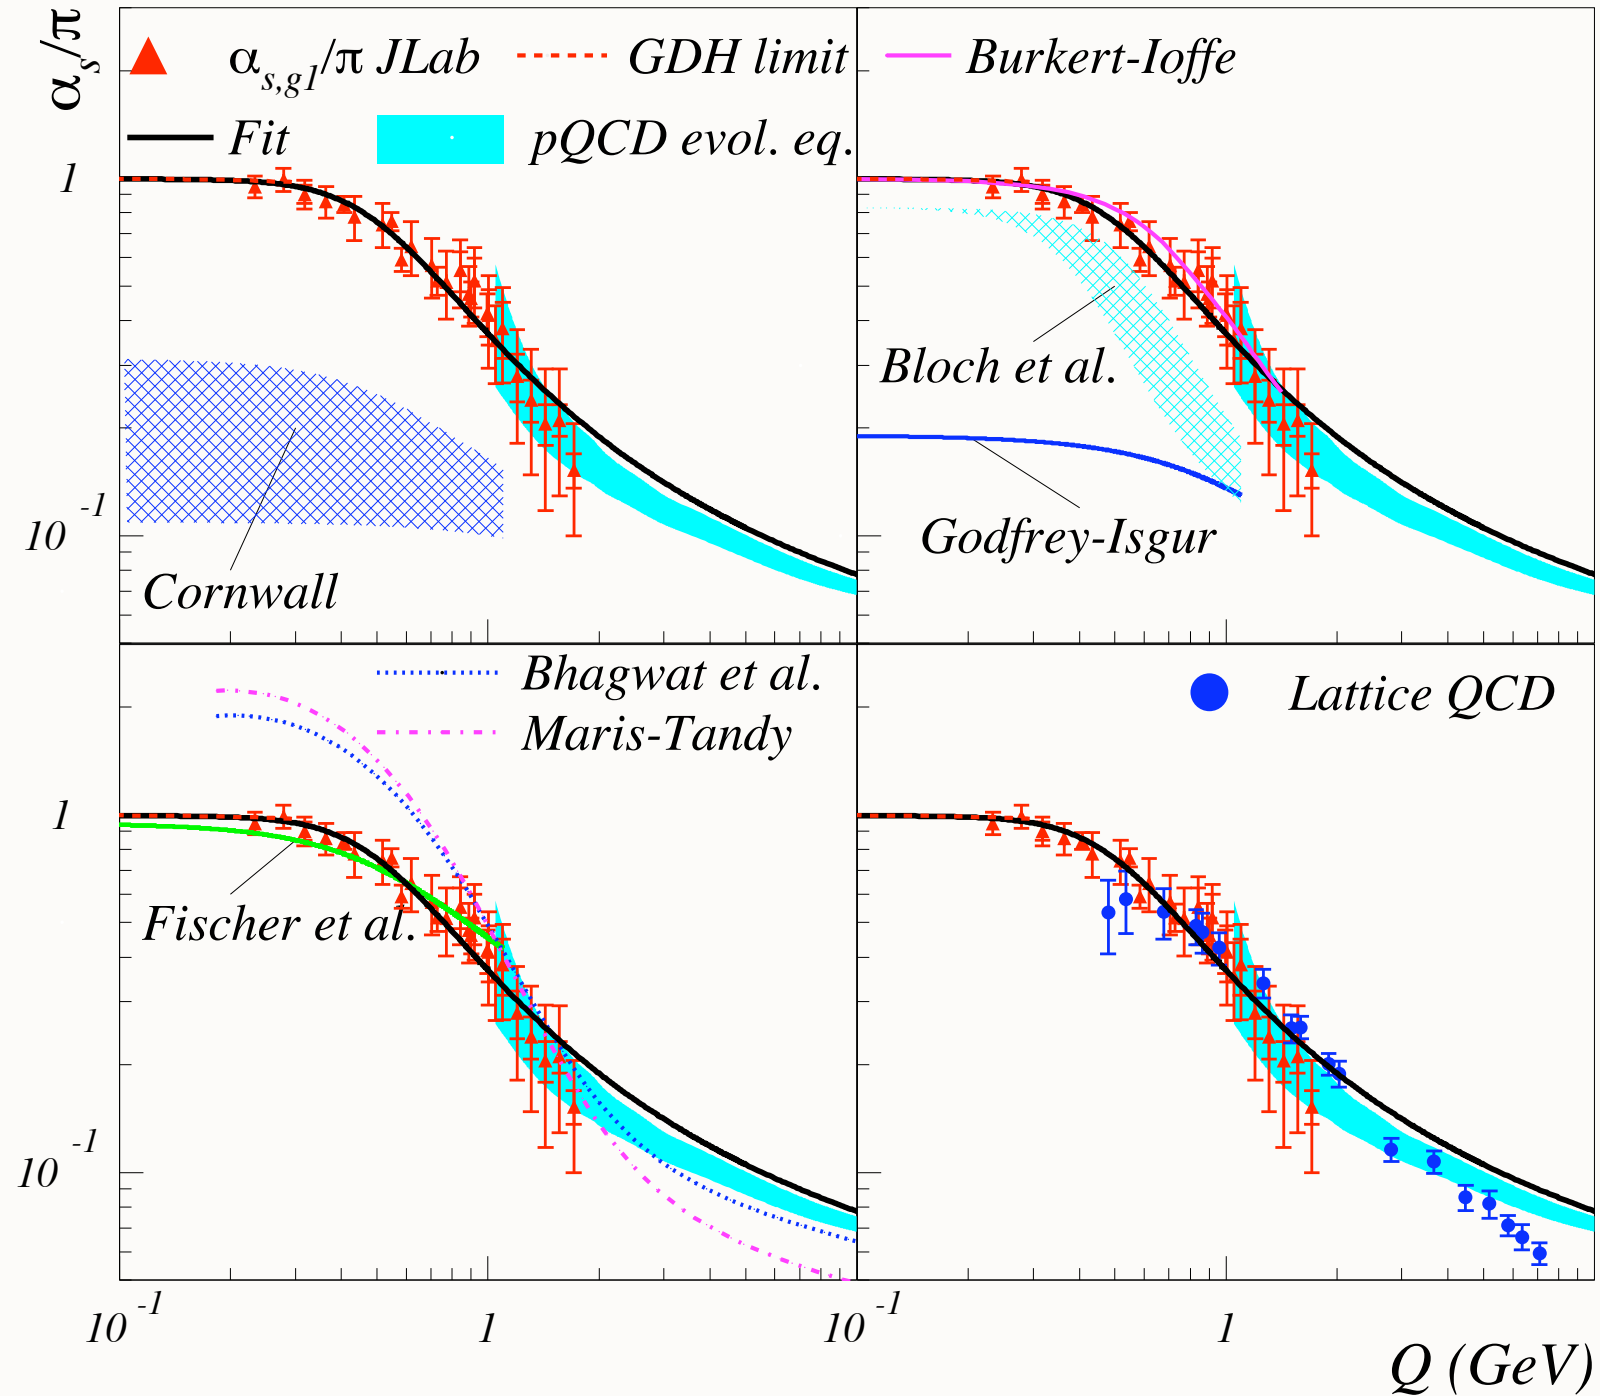 α_s/π
α_{s,g1}/π JLab
GDH limit
Burkert-Ioffe
Fit
pQCD evol. eq.
1
Bloch et al.
10^{-1}
Godfrey-Isgur
Cornwall
Bhagwat et al.
Lattice QCD
Maris-Tandy
1
Fischer et al.
10^{-1}
10^{-1}
1
10^{-1}
1
Q (GeV)